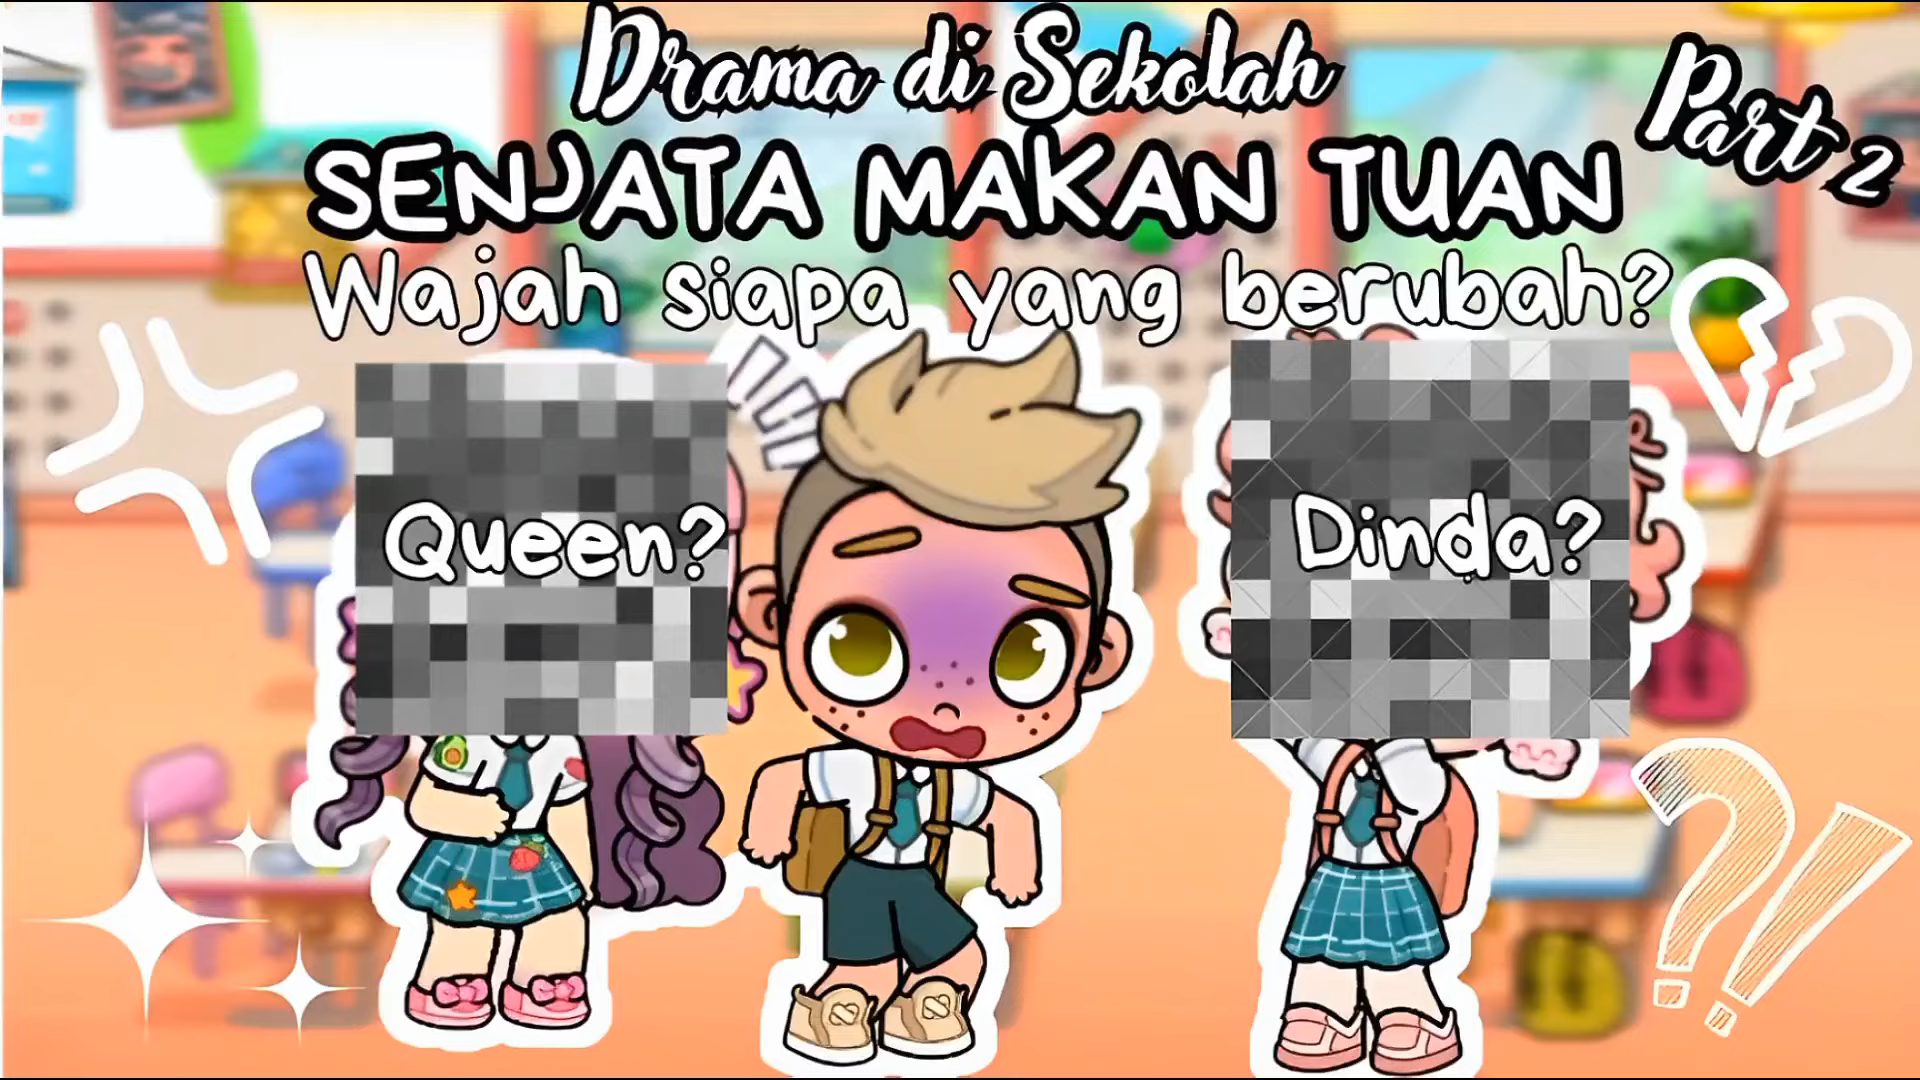 Drama di Sekolah
Part 2
SENJATA MAKAN TUAN
Wajah siapa yang berubah?
Queen?
Dinda?
?!